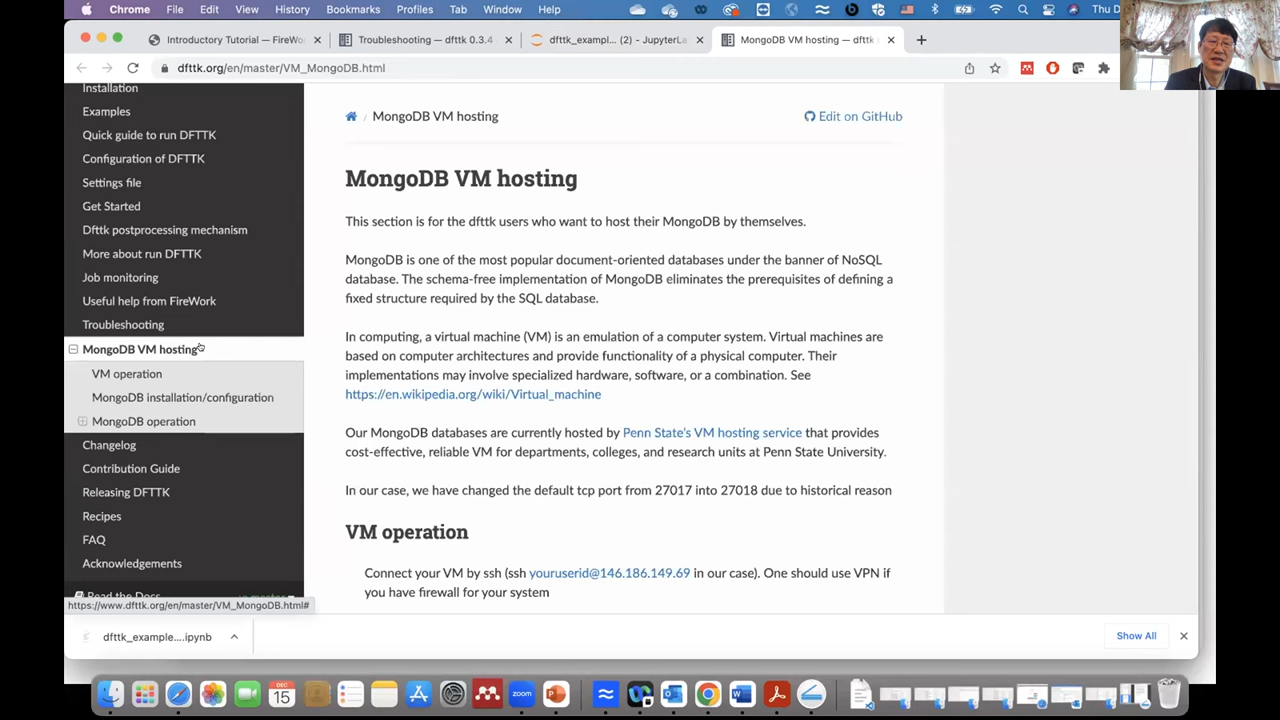 Chrome File Edit View History Bookmarks Profiles Tab Window Help Thu D
Introductory Tutorial — FireWo
Troubleshooting — dfttk 0.3.4
dfttk_exampl... (2) - JupyterLa
MongoDB VM hosting — dfttk
dfttk.org/en/master/VM_MongoDB.html
Installation
Examples
Quick guide to run DFTTK
Configuration of DFTTK
Settings file
Get Started
Dfttk postprocessing mechanism
More about run DFTTK
Job monitoring
Useful help from FireWork
Troubleshooting
MongoDB VM hosting
VM operation
MongoDB installation/configuration
MongoDB operation
Changelog
Contribution Guide
Releasing DFTTK
Recipes
FAQ
Acknowledgements
Read the Docs
https://www.dfttk.org/en/master/VM_MongoDB.html#
/ MongoDB VM hosting
Edit on GitHub
MongoDB VM hosting
This section is for the dfttk users who want to host their MongoDB by themselves.
MongoDB is one of the most popular document-oriented databases under the banner of NoSQL
database. The schema-free implementation of MongoDB eliminates the prerequisites of defining a
fixed structure required by the SQL database.
In computing, a virtual machine (VM) is an emulation of a computer system. Virtual machines are
based on computer architectures and provide functionality of a physical computer. Their
implementations may involve specialized hardware, software, or a combination. See
https://en.wikipedia.org/wiki/Virtual_machine
Our MongoDB databases are currently hosted by Penn State's VM hosting service that provides
cost-effective, reliable VM for departments, colleges, and research units at Penn State University.
In our case, we have changed the default tcp port from 27017 into 27018 due to historical reason
VM operation
Connect your VM by ssh (ssh youruserid@146.186.149.69 in our case). One should use VPN if
you have firewall for your system
dfttk_example....ipynb
Show All
DEC
15
zoom